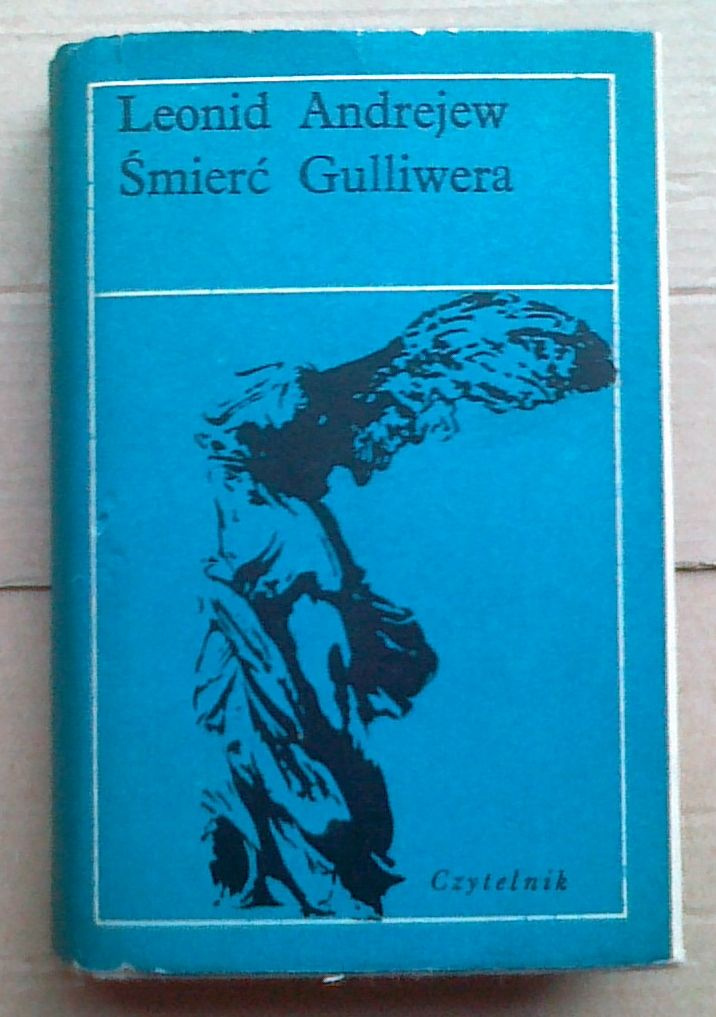 Leonid Andrejew
Śmierć Gulliwera
Czytelnik